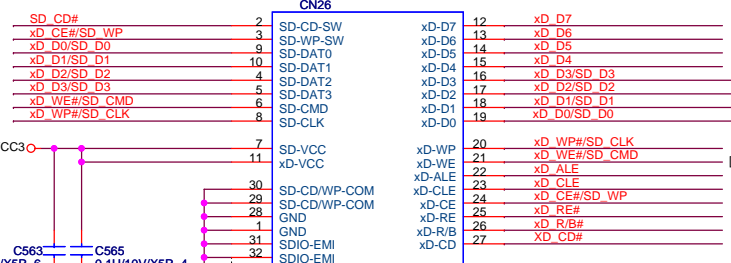 CN26
SD_CD# 2 SD-CD-SW xD-D7 12 xD_D7
xD_CE#/SD_WP 3 SD-WP-SW xD-D6 13 xD_D6
xD_D0/SD_D0 9 SD-DAT0 xD-D5 14 xD_D5
xD_D1/SD_D1 10 SD-DAT1 xD-D4 15 xD_D4
xD_D2/SD_D2 4 SD-DAT2 xD-D3 16 xD_D3/SD_D3
xD_D3/SD_D3 5 SD-DAT3 xD-D2 17 xD_D2/SD_D2
xD_WE#/SD_CMD 6 SD-CMD xD-D1 18 xD_D1/SD_D1
xD_WP#/SD_CLK 8 SD-CLK xD-D0 19 xD_D0/SD_D0
CC3 7 SD-VCC xD-WP 20 xD_WP#/SD_CLK
11 xD-VCC xD-WE 21 xD_WE#/SD_CMD
xD-ALE 22 xD_ALE
30 SD-CD/WP-COM xD-CLE 23 xD_CLE
29 SD-CD/WP-COM xD-CE 24 xD_CE#/SD_WP
28 GND xD-RE 25 xD_RE#
1 GND xD-R/B 26 xD_R/B#
31 SDIO-EMI xD-CD 27 XD_CD#
C563 C565 32 SDIO-EMI